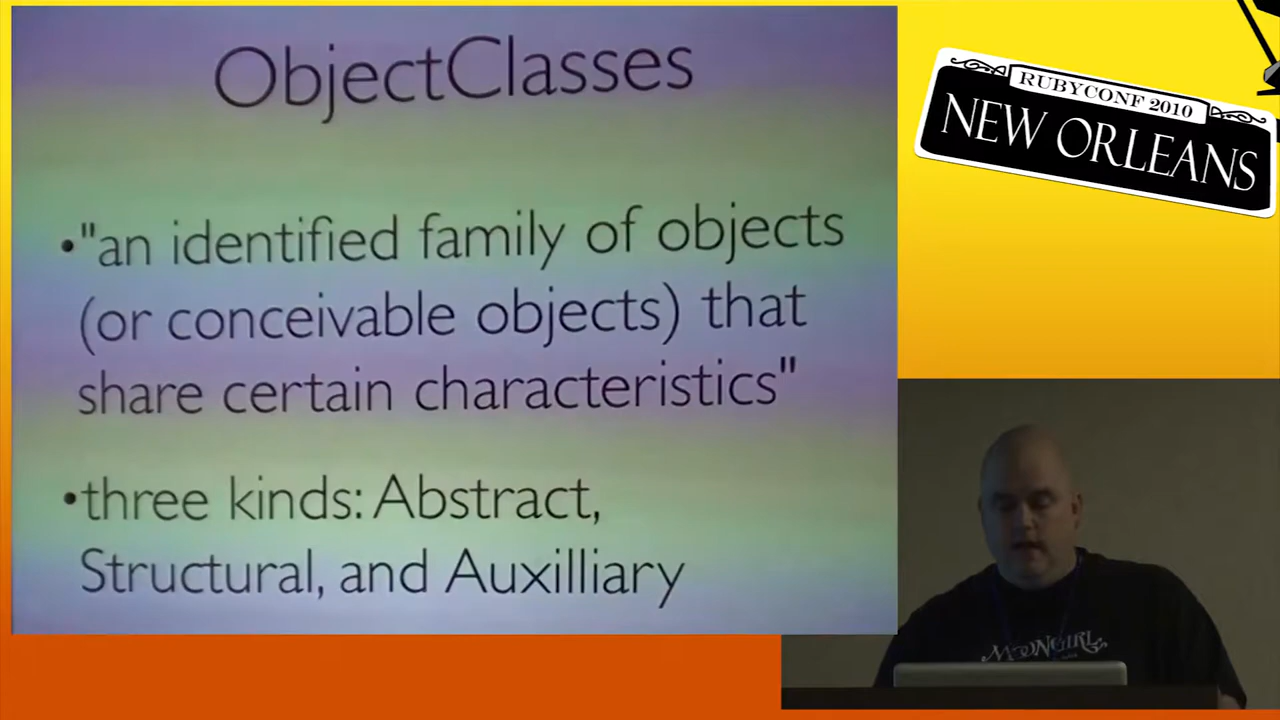 ObjectClasses
•"an identified family of objects
(or conceivable objects) that
share certain characteristics"
•three kinds: Abstract,
Structural, and Auxilliary
RUBYCONF 2010
NEW ORLEANS
MOONGIRL